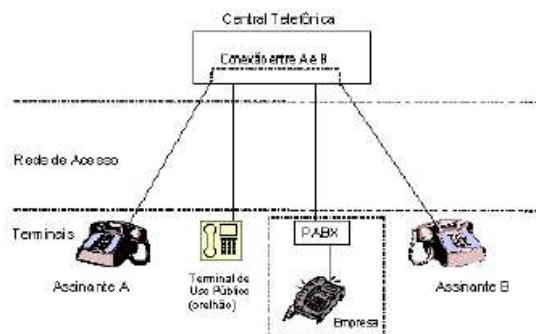 Central Telefônica
Conexão entre A e B
Rede de Acesso
Terminais
PABX
Assinante A
Terminal de
Uso Público
(orelhão)
Empresa
Assinante B